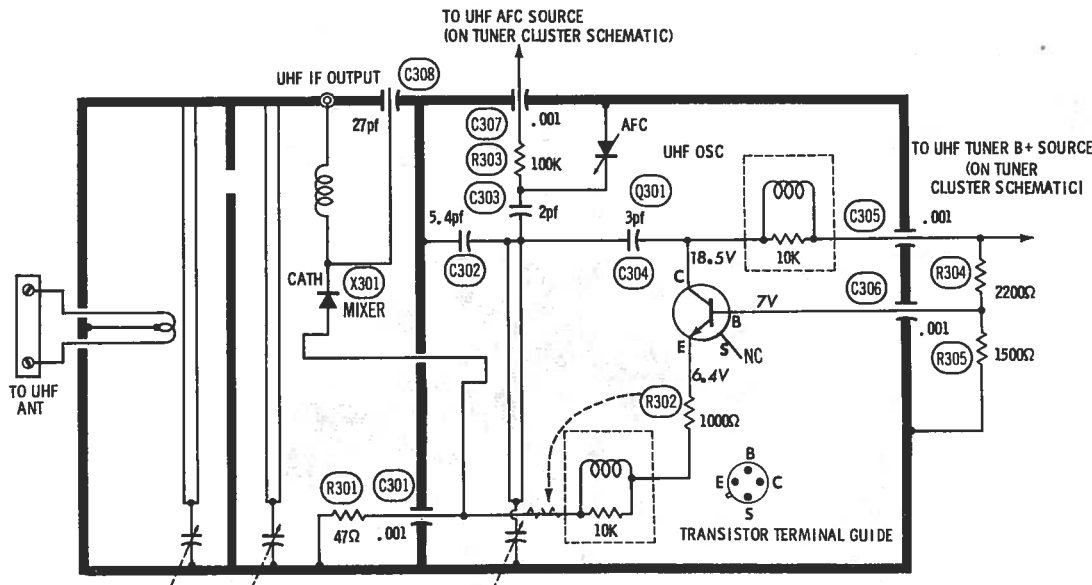 TO UHF AFC SOURCE
(ON TUNER CLUSTER SCHEMATIC)
UHF IF OUTPUT
C308
27pf
C307
.001
AFC
R303
100K
UHF OSC
TO UHF TUNER B+ SOURCE
(ON TUNER
CLUSTER SCHEMATIC)
C303
2pf
Q301
5.4pf
3pf
C302
C304
10K
C305
.001
18.5V
R304
2200Ω
C
CATH
X301
MIXER
7V
C306
.001
B
E
S
NC
R305
1500Ω
6.4V
TO UHF
ANT
R302
1000Ω
R301
C301
47Ω
.001
10K
B
E
C
S
TRANSISTOR TERMINAL GUIDE